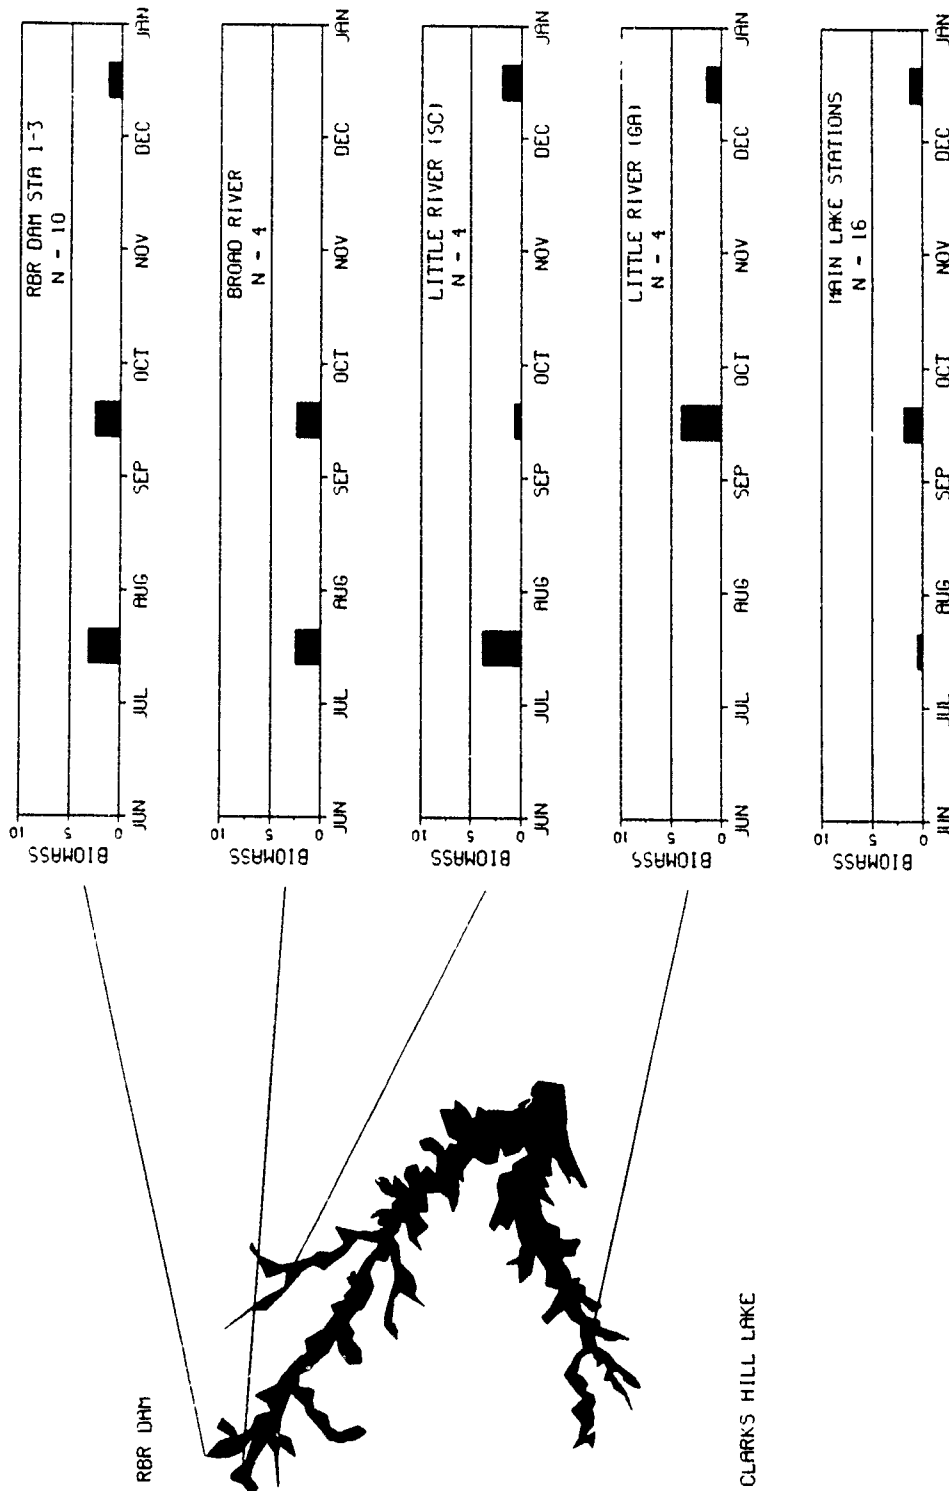 RBR DAM
CLARKS HILL LAKE
RBR DAM STA 1-3
N - 10
BIOMASS
10
5
0
JUN JUL AUG SEP OCT NOV DEC JAN
BROAD RIVER
N - 4
BIOMASS
10
5
0
JUN JUL AUG SEP OCT NOV DEC JAN
LITTLE RIVER (SC)
N - 4
BIOMASS
10
5
0
JUN JUL AUG SEP OCT NOV DEC JAN
LITTLE RIVER (GA)
N - 4
BIOMASS
10
5
0
JUN JUL AUG SEP OCT NOV DEC JAN
MAIN LAKE STATIONS
N - 16
BIOMASS
10
5
0
JUN JUL AUG SEP OCT NOV DEC JAN